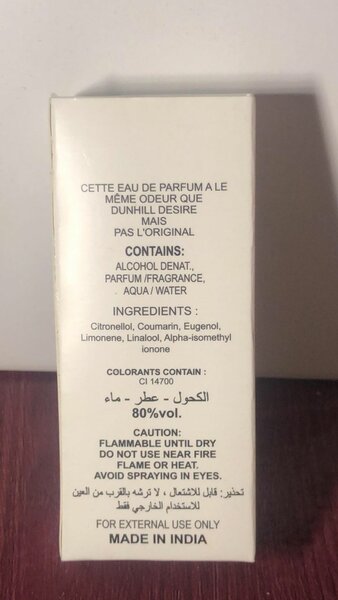 CETTE EAU DE PARFUM A LE
MÊME ODEUR QUE
DUNHILL DESIRE
MAIS
PAS L'ORIGINAL
CONTAINS:
ALCOHOL DENAT.,
PARFUM /FRAGRANCE,
AQUA / WATER
INGREDIENTS :
Citronellol, Coumarin, Eugenol,
Limonene, Linalool, Alpha-isomethyl
ionone
COLORANTS CONTAIN :
CI 14700
الكحول - عطر - ماء
80%vol.
CAUTION:
FLAMMABLE UNTIL DRY
DO NOT USE NEAR FIRE
FLAME OR HEAT.
AVOID SPRAYING IN EYES.
تحذير: قابل للاشتعال ، لا ترشه بالقرب من العين
للاستخدام الخارجي فقط
FOR EXTERNAL USE ONLY
MADE IN INDIA